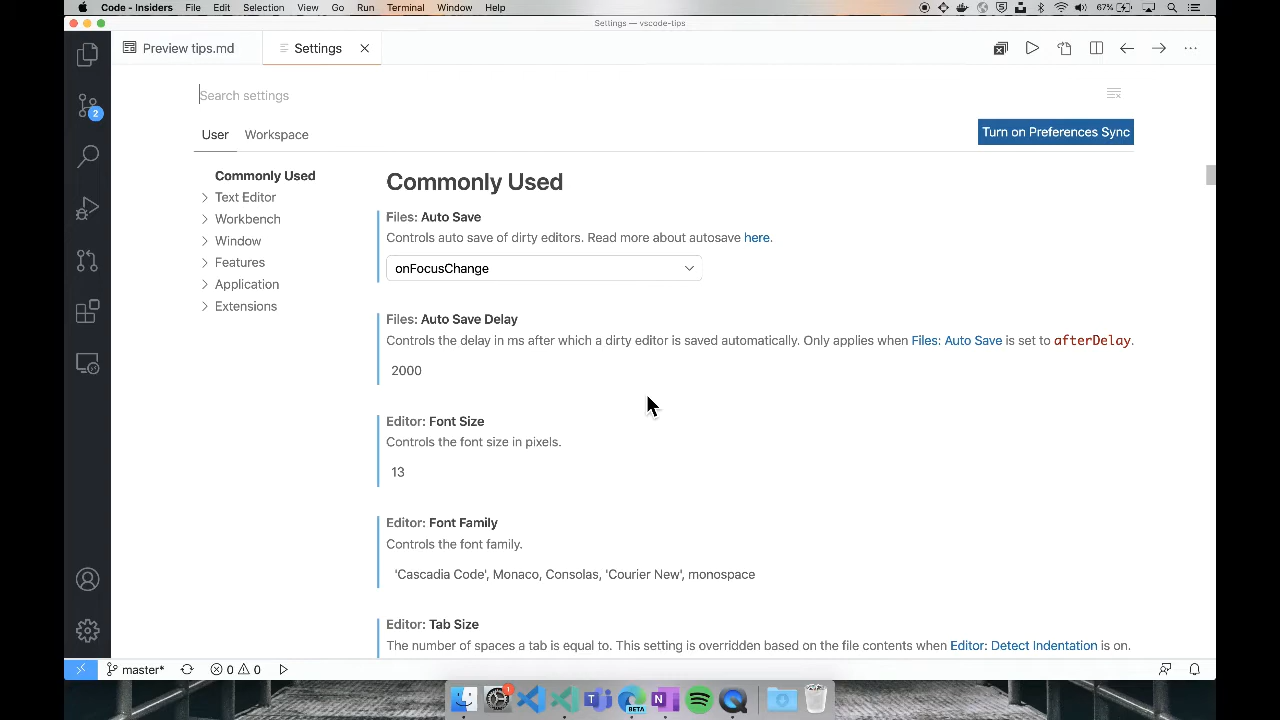 Code - Insiders File Edit Selection View Go Run Terminal Window Help 67%
Settings — vscode-tips
Preview tips.md Settings
Search settings
User Workspace Turn on Preferences Sync
Commonly Used
Text Editor
Workbench
Window
Features
Application
Extensions
Commonly Used
Files: Auto Save
Controls auto save of dirty editors. Read more about autosave here.
onFocusChange
Files: Auto Save Delay
Controls the delay in ms after which a dirty editor is saved automatically. Only applies when Files: Auto Save is set to afterDelay.
2000
Editor: Font Size
Controls the font size in pixels.
13
Editor: Font Family
Controls the font family.
'Cascadia Code', Monaco, Consolas, 'Courier New', monospace
Editor: Tab Size
The number of spaces a tab is equal to. This setting is overridden based on the file contents when Editor: Detect Indentation is on.
2
master* 0 0
1
BETA